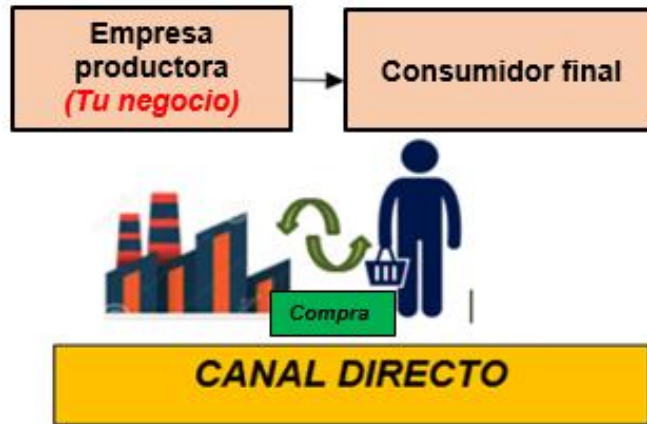 Empresa
productora
(Tu negocio)
Consumidor final
Compra
CANAL DIRECTO